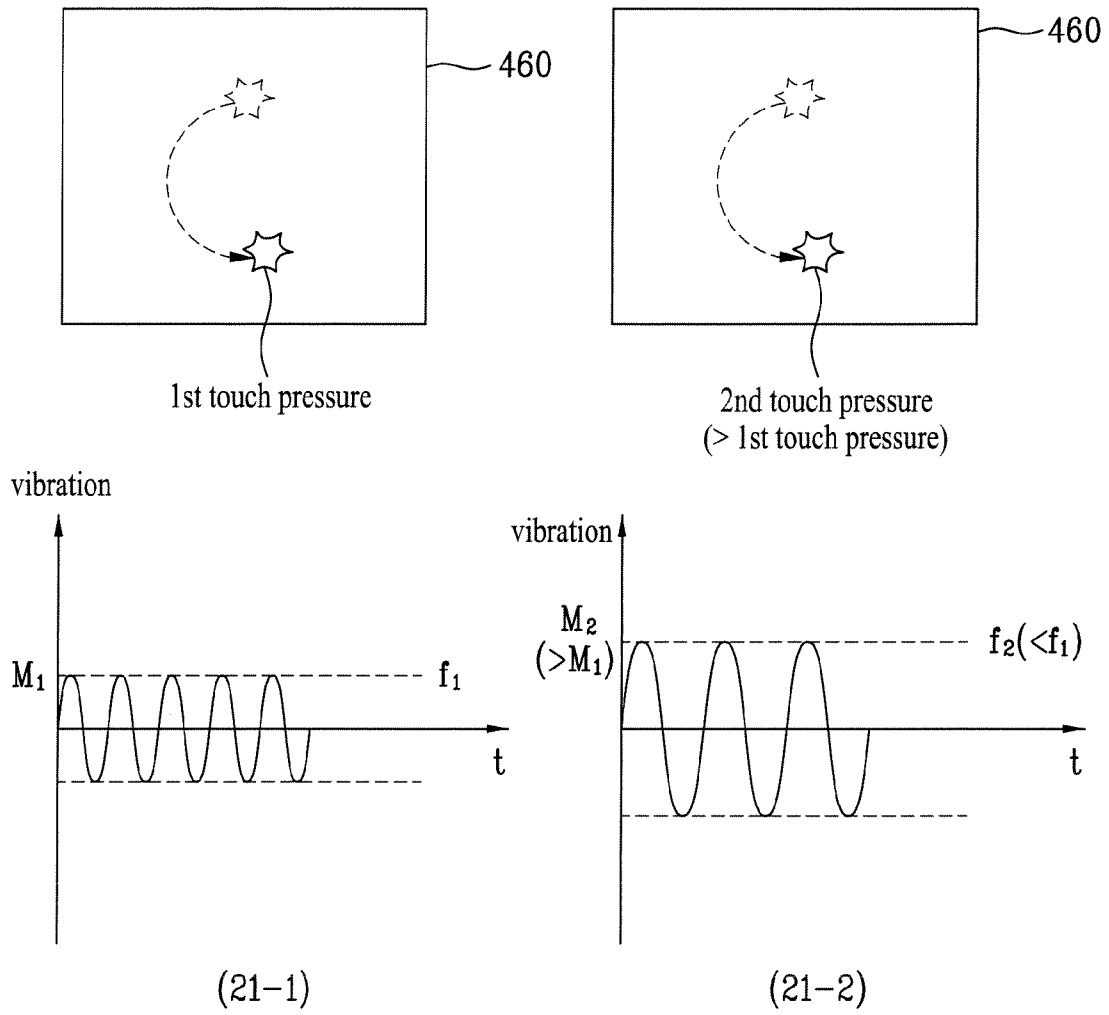 460
460
1st touch pressure
2nd touch pressure
(> 1st touch pressure)
vibration
M₁
f₁
t
vibration
M₂
(>M₁)
f₂(<f₁)
t
(21-1)
(21-2)